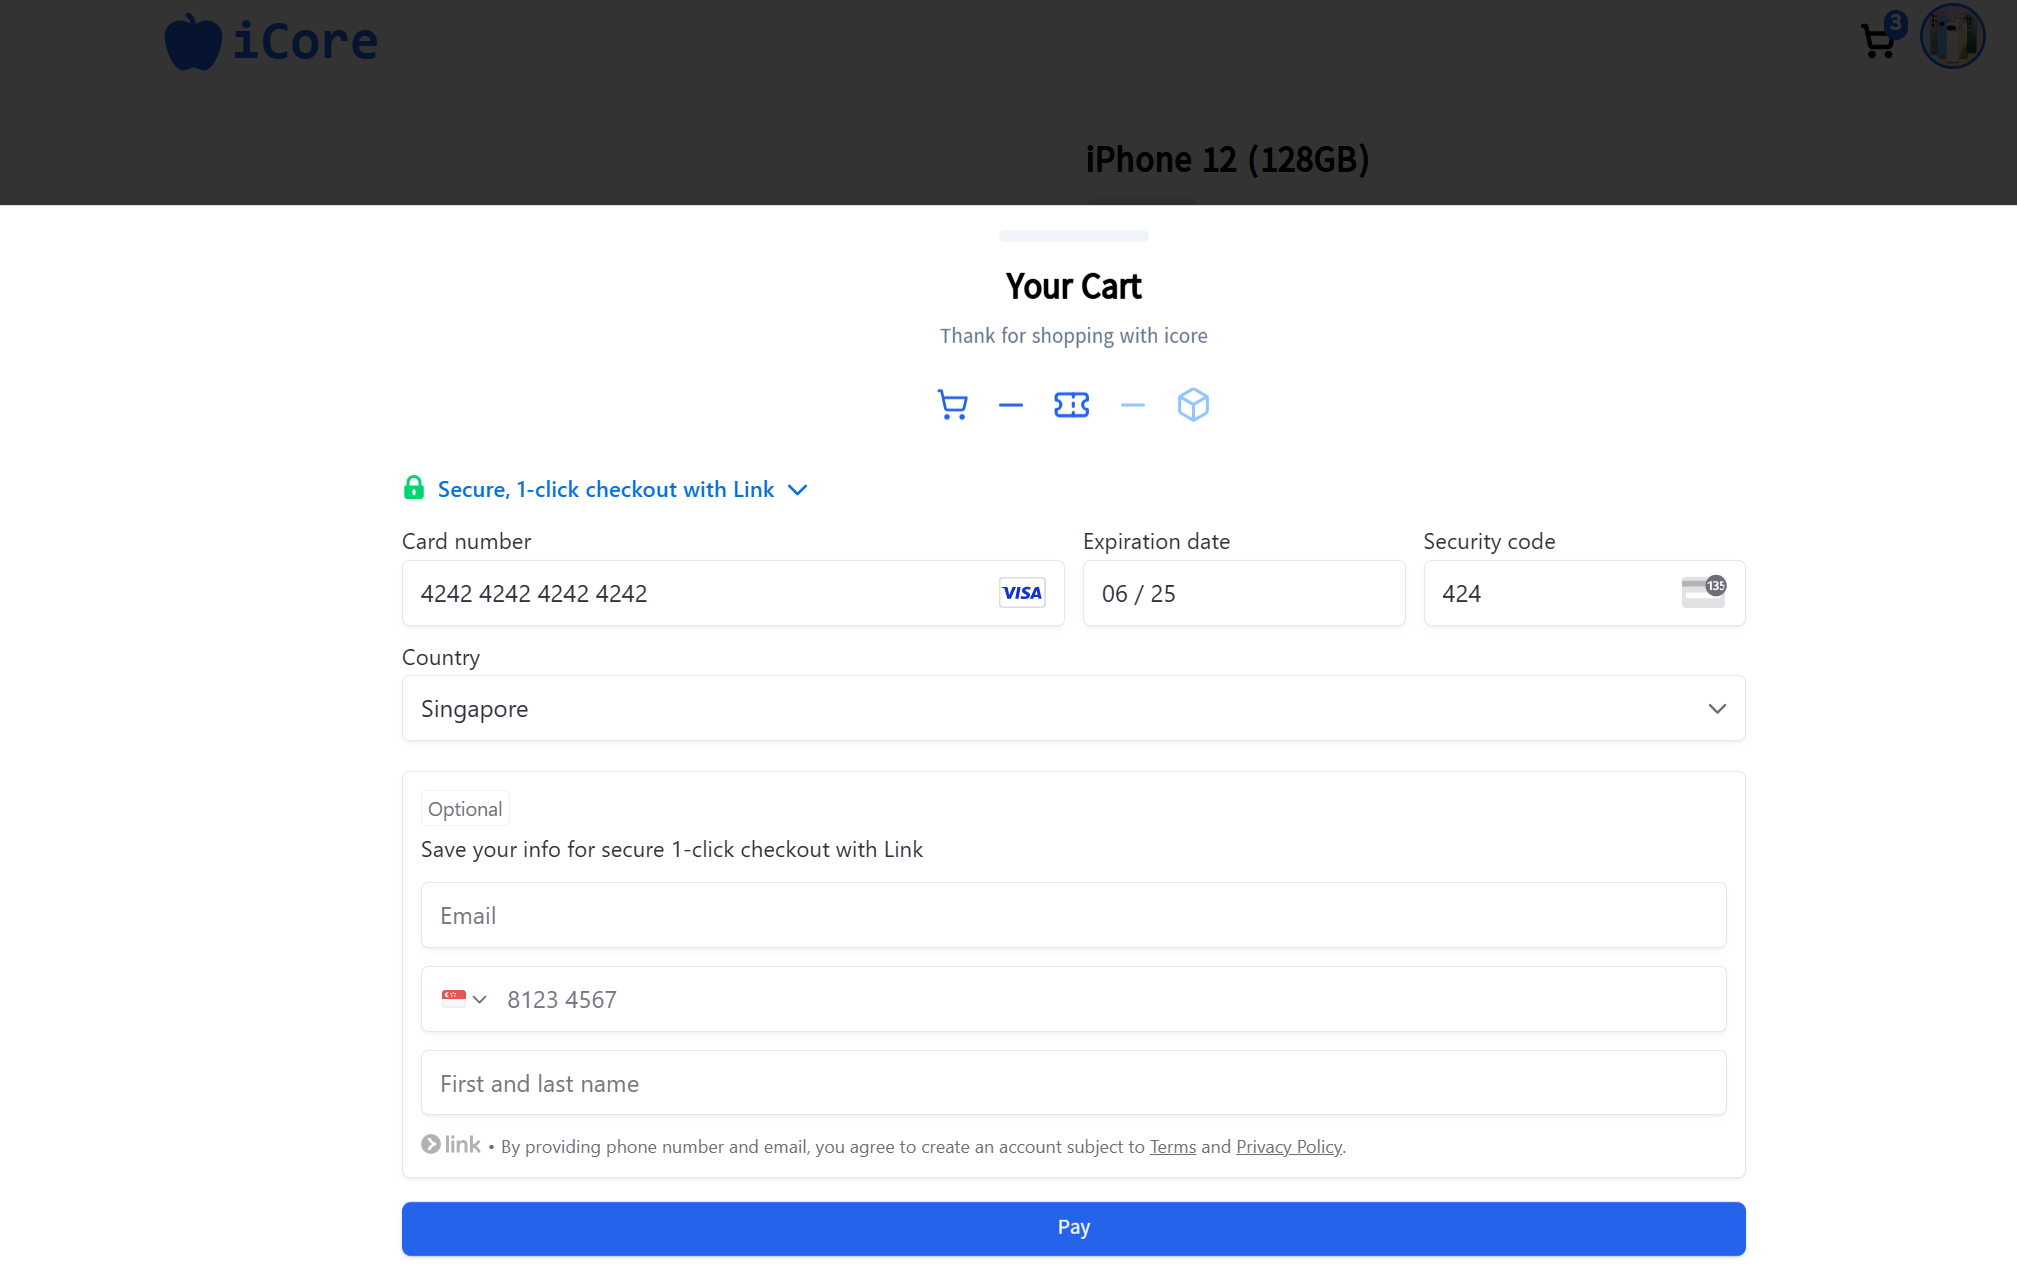 iCore
3
iPhone 12 (128GB)
Your Cart
Thank for shopping with icore
Secure, 1-click checkout with Link
Card number
Expiration date
Security code
4242 4242 4242 4242
VISA
06 / 25
424
135
Country
Singapore
Optional
Save your info for secure 1-click checkout with Link
Email
8123 4567
First and last name
link • By providing phone number and email, you agree to create an account subject to Terms and Privacy Policy.
Pay